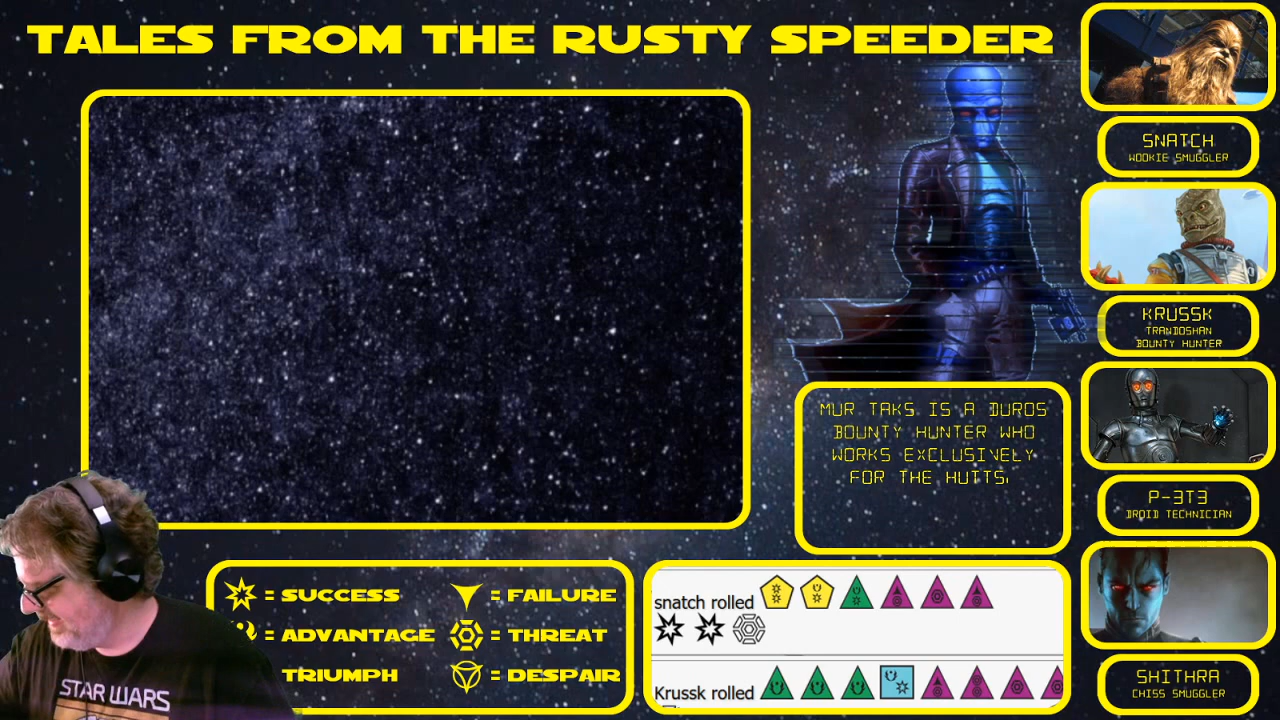 TALES FROM THE RUSTY SPEEDER
SNATCH
WOOKIE SMUGGLER
KRUSSK
TRANDOSHAN
BOUNTY HUNTER
MUR TAKS IS A DUROS
BOUNTY HUNTER WHO
WORKS EXCLUSIVELY
FOR THE HUTTS.
P-3T3
DROID TECHNICIAN
= SUCCESS
= FAILURE
= ADVANTAGE
= THREAT
TRIUMPH
= DESPAIR
snatch rolled
Krussk rolled
SHITHRA
CHISS SMUGGLER
STAR WARS